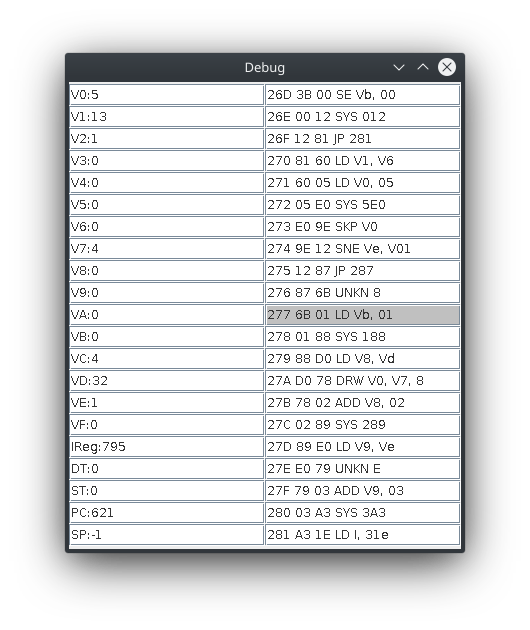 Debug
V0:5 26D 3B 00 SE Vb, 00
V1:13 26E 00 12 SYS 012
V2:1 26F 12 81 JP 281
V3:0 270 81 60 LD V1, V6
V4:0 271 60 05 LD V0, 05
V5:0 272 05 E0 SYS 5E0
V6:0 273 E0 9E SKP V0
V7:4 274 9E 12 SNE Ve, V01
V8:0 275 12 87 JP 287
V9:0 276 87 6B UNKN 8
VA:0 277 6B 01 LD Vb, 01
VB:0 278 01 88 SYS 188
VC:4 279 88 D0 LD V8, Vd
VD:32 27A D0 78 DRW V0, V7, 8
VE:1 27B 78 02 ADD V8, 02
VF:0 27C 02 89 SYS 289
IReg:795 27D 89 E0 LD V9, Ve
DT:0 27E E0 79 UNKN E
ST:0 27F 79 03 ADD V9, 03
PC:621 280 03 A3 SYS 3A3
SP:-1 281 A3 1E LD I, 31e